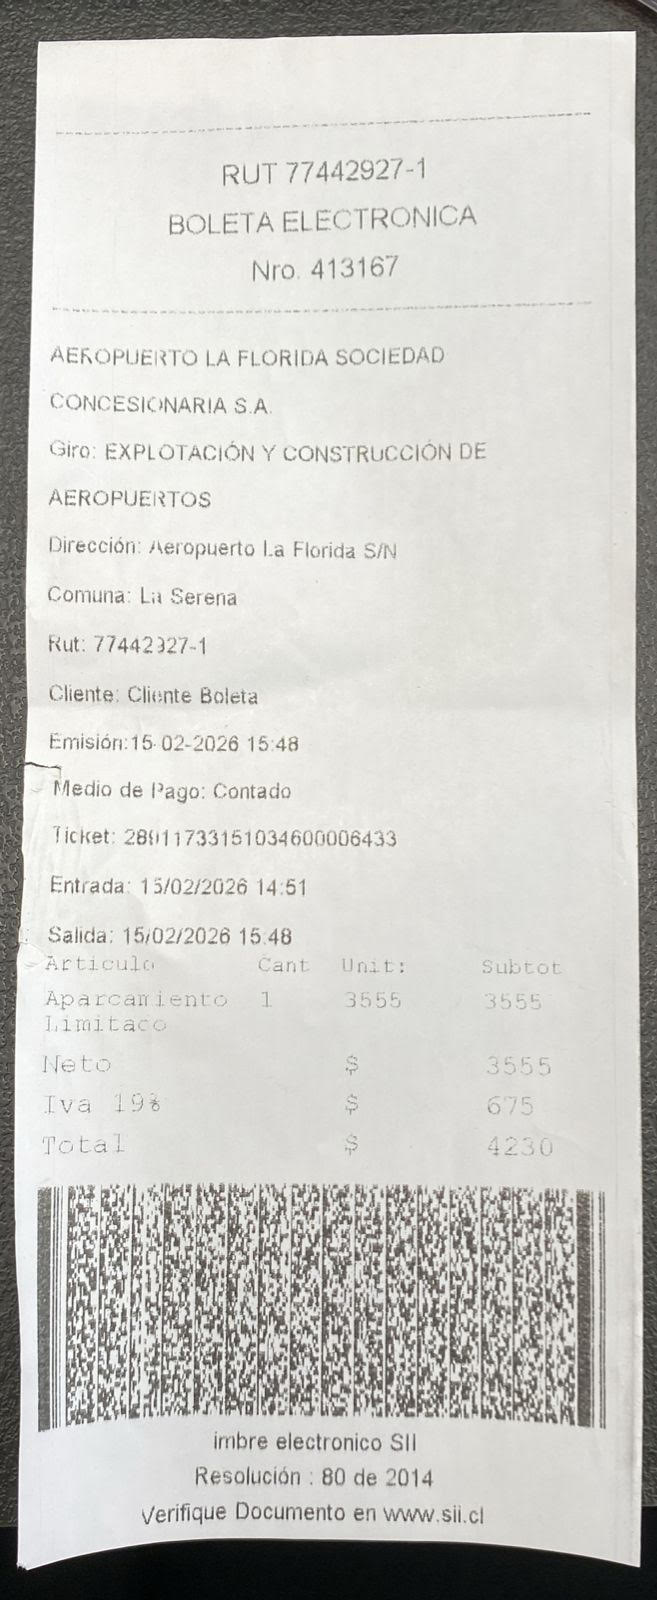 RUT 77442927-1
BOLETA ELECTRONICA
Nro. 413167
AEROPUERTO LA FLORIDA SOCIEDAD
CONCESIONARIA S.A.
Giro: EXPLOTACIÓN Y CONSTRUCCIÓN DE
AEROPUERTOS
Dirección: Aeropuerto La Florida S/N
Comuna: La Serena
Rut: 77442927-1
Cliente: Cliente Boleta
Emisión:15-02-2026 15:48
Medio de Pago: Contado
Ticket:
Entrada: 15/02/2026 14:51
Salida: 15/02/2026 15:48
Articulo Cant Unit: Subtot
Aparcamiento 1 3555 3555
Limitaco
Neto $ 3555
Iva 19% $ 675
Total $ 4230
imbre electronico SII
Resolución : 80 de 2014
Verifique Documento en www.sii.cl